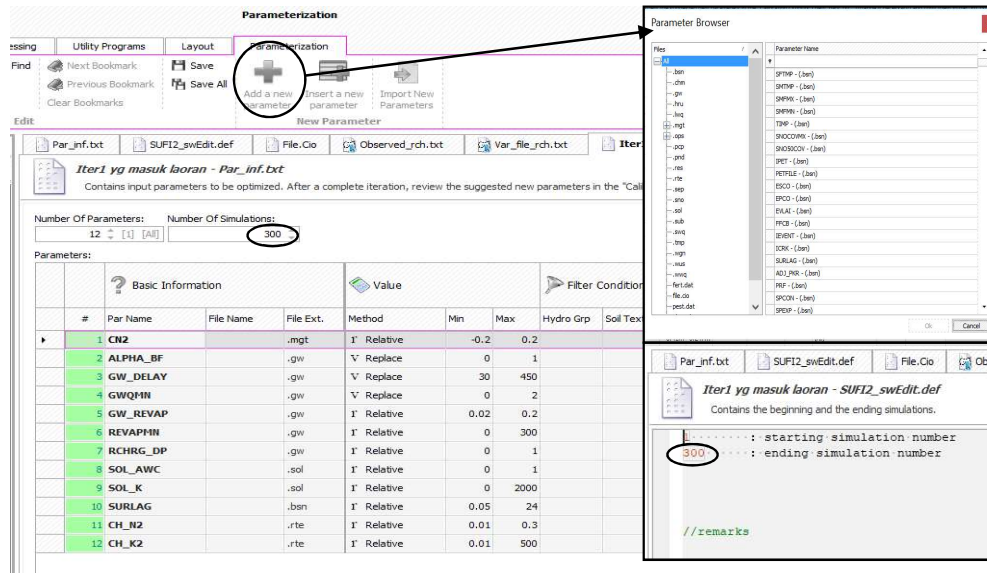 Parameterization
essing Utility Programs Layout Parameterization
Find Next Bookmark Save
Previous Bookmark Save All
Clear Bookmarks
Add a new parameter Insert a new parameter Import New Parameters
Edit New Parameter
Par_inf.txt SUFI2_swEdit.def File.Cio Observed_rch.txt Var_file_rch.txt Iter
Iter1 yg masuk laoran - Par_inf.txt
Contains input parameters to be optimized. After a complete iteration, review the suggested new parameters in the "Cali
Number Of Parameters: Number Of Simulations:
12 [1] [All] 300
Parameters:
Basic Information Value Filter Condition
# Par Name File Name File Ext. Method Min Max Hydro Grp Soil Text
1 CN2 .mgt r Relative -0.2 0.2
2 ALPHA_BF .gw V Replace 0 1
3 GW_DELAY .gw V Replace 30 450
4 GWQMN .gw V Replace 0 2
5 GW_REVAP .gw r Relative 0.02 0.2
6 REVAPMN .gw r Relative 0 300
7 RCHRG_DP .gw r Relative 0 1
8 SOL_AWC .sol r Relative 0 1
9 SOL_K .sol r Relative 0 2000
10 SURLAG .bsn r Relative 0.05 24
11 CH_N2 .rte r Relative 0.01 0.3
12 CH_K2 .rte r Relative 0.01 500
Parameter Browser
Files / Parameter Name
All
.bsn
.chm
.gw
.hru
.lwq
.mgt
.ops
.pcp
.pnd
.res
.rte
.sep
.sno
.sol
.sub
.swq
.tmp
.wgn
.wus
.wwq
fert.dat
file.cio
pest.dat
SFTMP - (.bsn)
SMTMP - (.bsn)
SMFMX - (.bsn)
SMFMN - (.bsn)
TIMP - (.bsn)
SNOCOVMX - (.bsn)
SNO50COV - (.bsn)
IPET - (.bsn)
PETFILE - (.bsn)
ESCO - (.bsn)
EPCO - (.bsn)
EVLAI - (.bsn)
FFCB - (.bsn)
IEVENT - (.bsn)
ICRK - (.bsn)
SURLAG - (.bsn)
ADJ_PKR - (.bsn)
PRF - (.bsn)
SPCON - (.bsn)
SPEXP - (.bsn)
Ok Cancel
Par_inf.txt SUFI2_swEdit.def File.Cio Ob
Iter1 yg masuk laoran - SUFI2_swEdit.def
Contains the beginning and the ending simulations.
1 : starting simulation number
300 : ending simulation number
//remarks